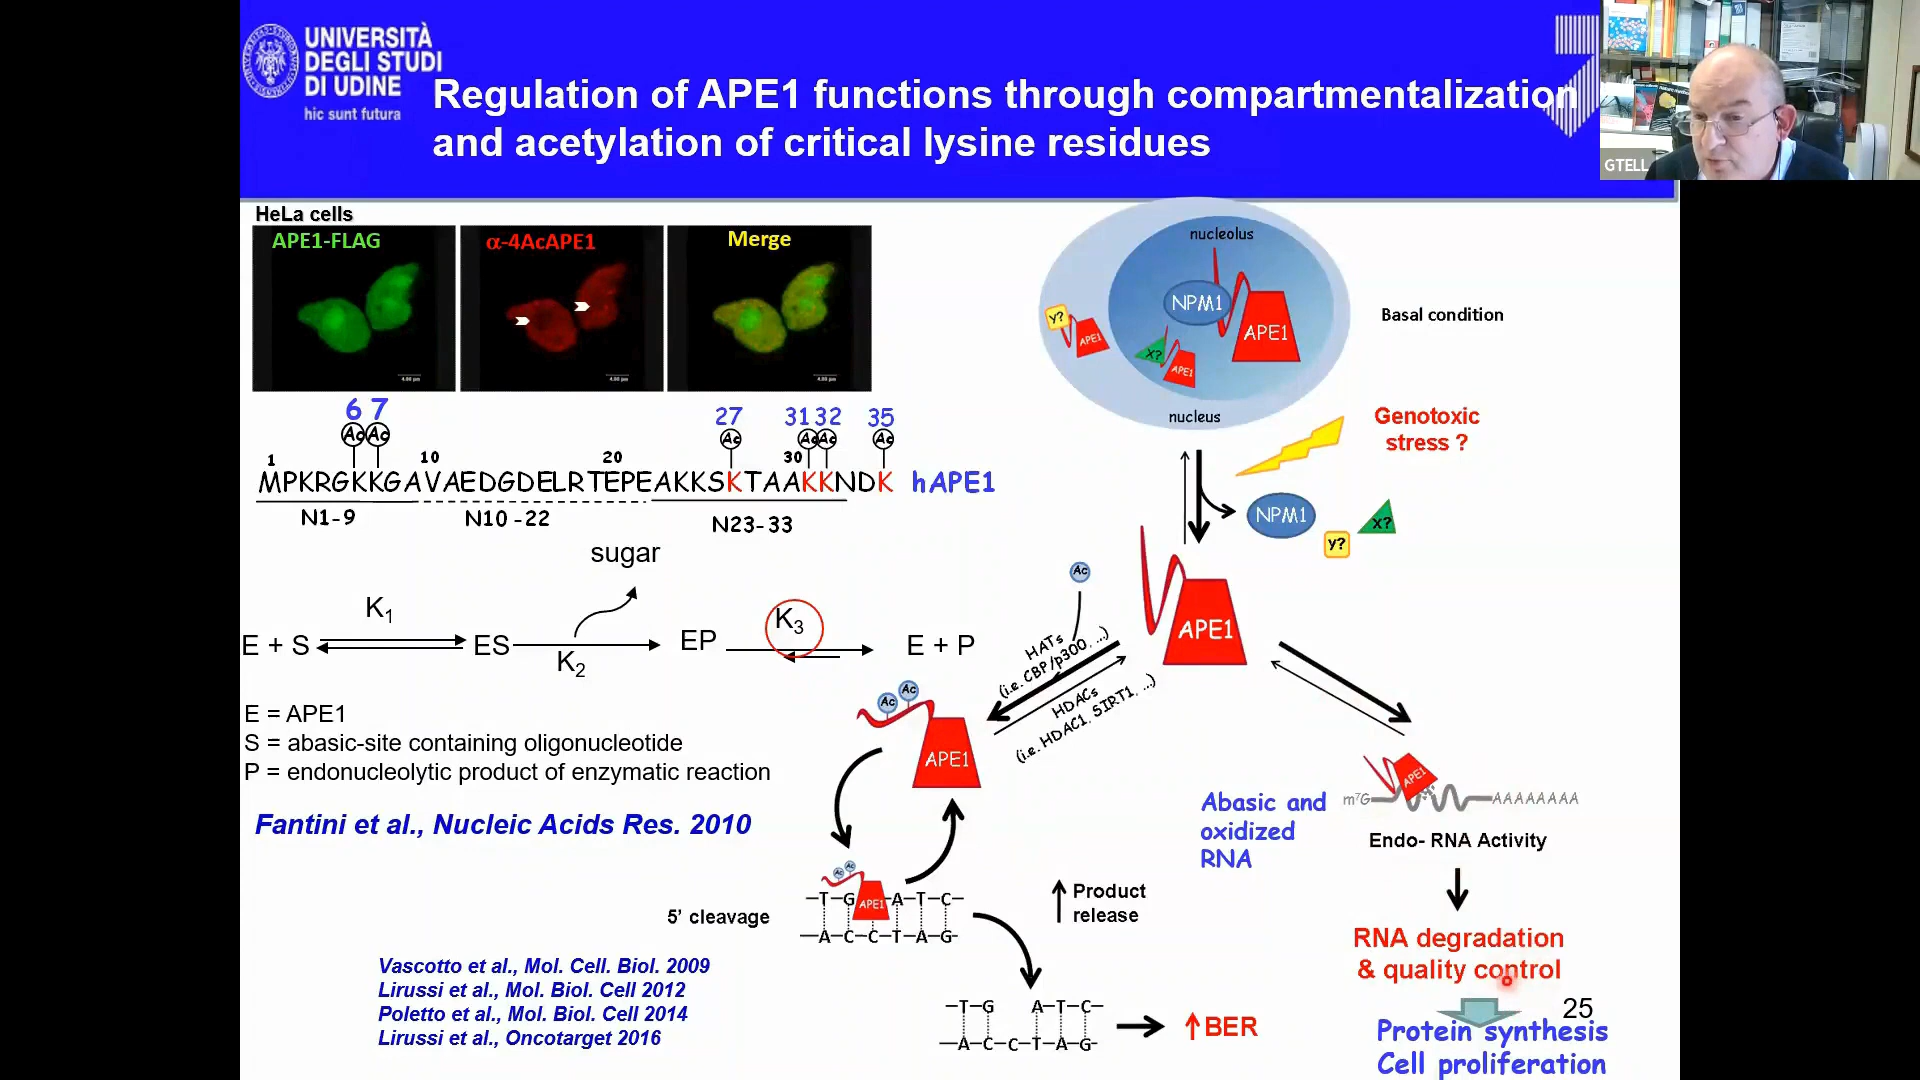 UNIVERSITÀ
DEGLI STUDI
DI UDINE
hic sunt futura
Regulation of APE1 functions through compartmentalization
and acetylation of critical lysine residues
GTELL
HeLa cells
APE1-FLAG
α-4AcAPE1
Merge
nucleolus
NPM1
APE1
y?
APE1
x?
APE1
nucleus
Basal condition
Genotoxic
stress ?
NPM1
x?
y?
6 7
27
31 32
35
Ac Ac
Ac
Ac Ac
Ac
1
10
20
30
MPKRGKKGAVAEDGDELRTEPEAKKSKTAAKKNDK hAPE1
N1-9
N10-22
N23-33
sugar
K1
E + S
ES
K2
EP
K3
E + P
E = APE1
S = abasic-site containing oligonucleotide
P = endonucleolytic product of enzymatic reaction
Fantini et al., Nucleic Acids Res. 2010
Ac
APE1
HATs
(i.e. CBP/p300, ...)
HDACs
(i.e. HDAC1, SIRT1, ...)
Ac Ac
APE1
Ac Ac
-T-G APE1 -A-T-C-
-A-C-C-T-A-G-
5' cleavage
Product
release
-T-G A-T-C-
-A-C-C-T-A-G-
BER
Abasic and
oxidized
RNA
APE1
m7G
AAAAAAAA
Endo- RNA Activity
RNA degradation
& quality control
25
Protein synthesis
Cell proliferation
Vascotto et al., Mol. Cell. Biol. 2009
Lirussi et al., Mol. Biol. Cell 2012
Poletto et al., Mol. Biol. Cell 2014
Lirussi et al., Oncotarget 2016